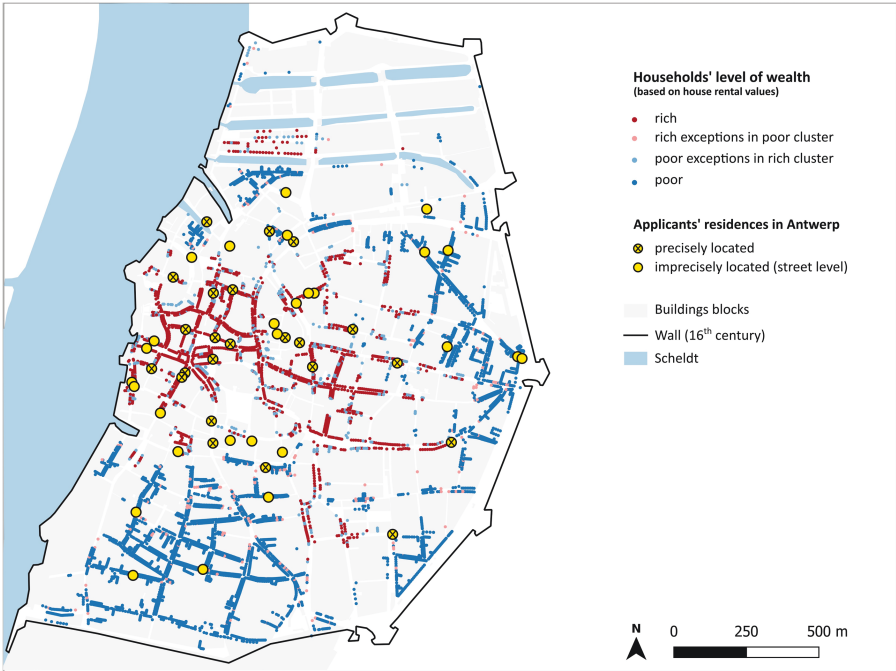 Households' level of wealth
(based on house rental values)
rich
rich exceptions in poor cluster
poor exceptions in rich cluster
poor
Applicants' residences in Antwerp
precisely located
imprecisely located (street level)
Buildings blocks
Wall (16th century)
Scheldt
N
0 250 500 m